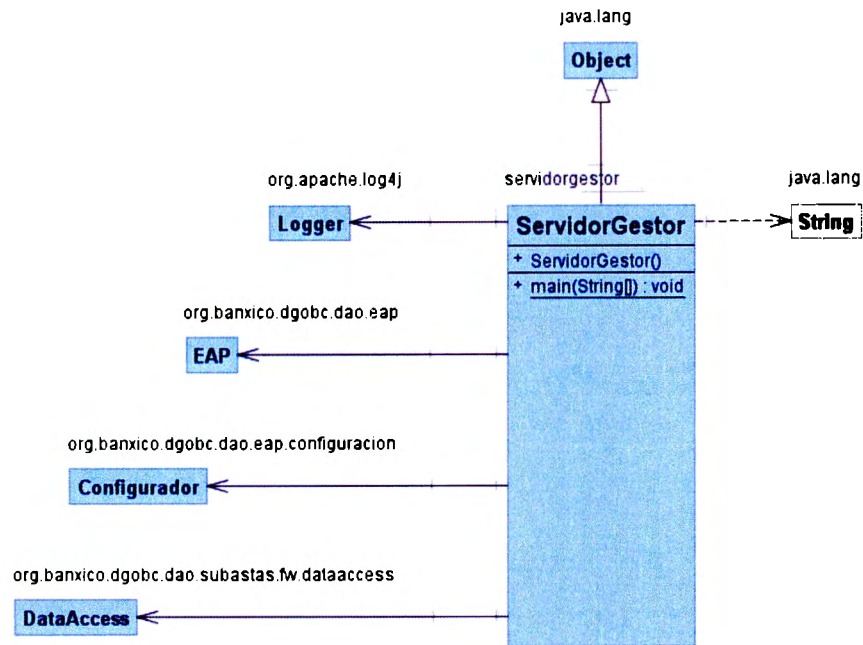 java.lang
Object
org.apache.log4j
Logger
servidorgestor
ServidorGestor
+ ServidorGestor()
+ main(String[]) : void
java.lang
String
org.banxico.dgobc.dao.eap
EAP
org.banxico.dgobc.dao.eap.configuracion
Configurador
org.banxico.dgobc.dao.subastas.fw.dataaccess
DataAccess